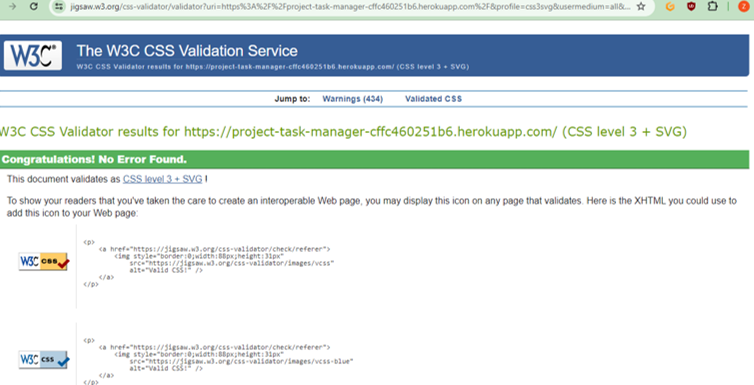 jigsaw.w3.org/css-validator/validator?uri=https%3A%2F%2Fproject-task-manager-cffc460251b6.herokuapp.com%2F&profile=css3svg&usermedium=all&...
Z
W3C®
The W3C CSS Validation Service
W3C CSS Validator results for https://project-task-manager-cffc460251b6.herokuapp.com/ (CSS level 3 + SVG)
Jump to: Warnings (434) Validated CSS
W3C CSS Validator results for https://project-task-manager-cffc460251b6.herokuapp.com/ (CSS level 3 + SVG)
Congratulations! No Error Found.
This document validates as CSS level 3 + SVG !
To show your readers that you've taken the care to create an interoperable Web page, you may display this icon on any page that validates. Here is the XHTML you could use to
add this icon to your Web page:
W3C css
<p>
<a href="https://jigsaw.w3.org/css-validator/check/referer">
<img style="border:0;width:88px;height:31px"
src="https://jigsaw.w3.org/css-validator/images/vcss"
alt="Valid CSS!" />
</a>
</p>
W3C css
<p>
<a href="https://jigsaw.w3.org/css-validator/check/referer">
<img style="border:0;width:88px;height:31px"
src="https://jigsaw.w3.org/css-validator/images/vcss-blue"
alt="Valid CSS!" />
</a>
</p>